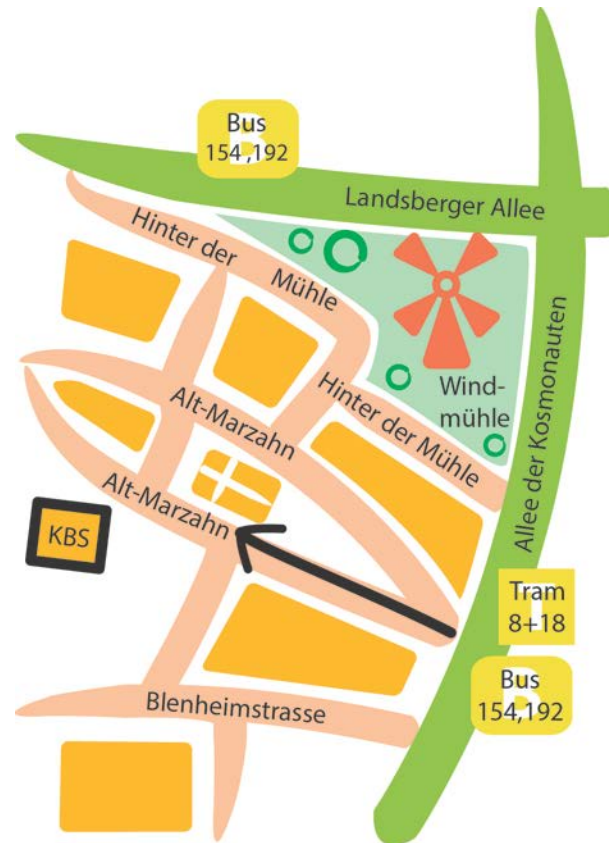 Bus
154 ,192
B
Landsberger Allee
Hinter der
Mühle
Wind-
mühle
Hinter der Mühle
Allee der Kosmonauten
Alt-Marzahn
Alt-Marzahn
KBS
Tram
8+18
T
Bus
154,192
B
Blenheimstrasse